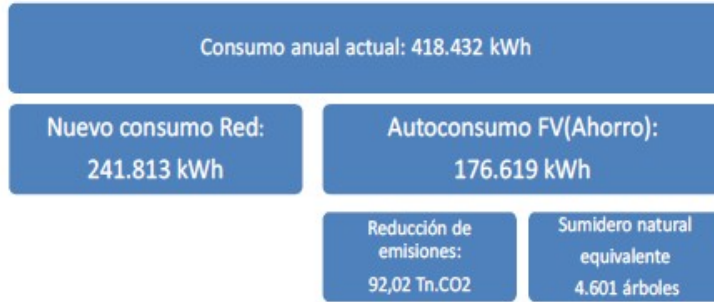 Consumo anual actual: 418.432 kWh
Nuevo consumo Red:
241.813 kWh
Autoconsumo FV(Ahorro):
176.619 kWh
Reducción de
emisiones:
92,02 Tn.CO2
Sumidero natural
equivalente
4.601 árboles